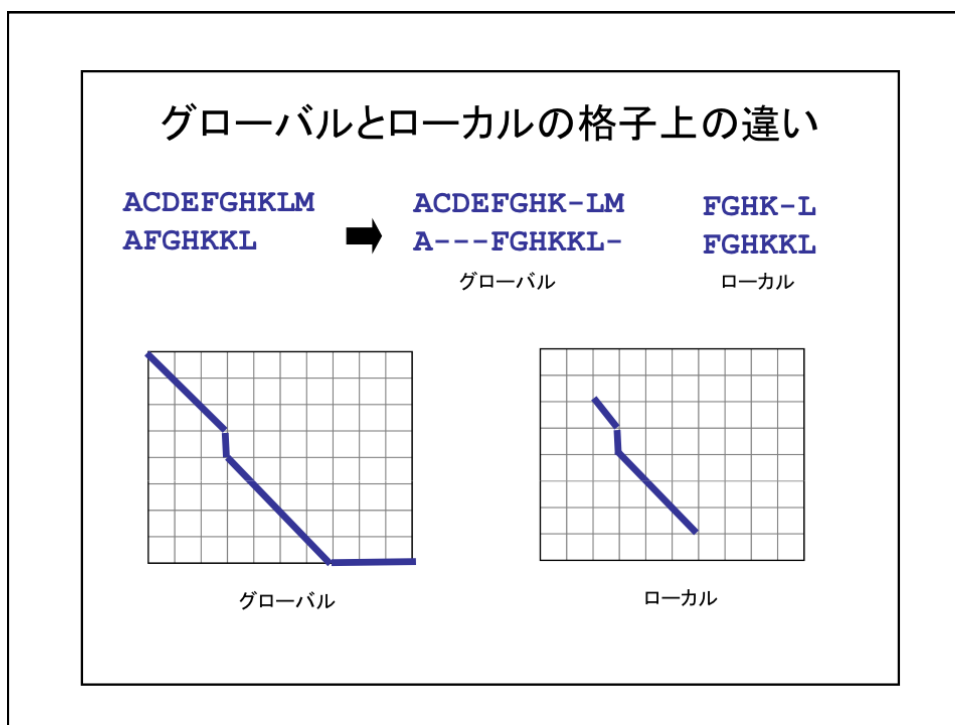 グローバルとローカルの格子上の違い
ACDEFGHKLM
AFGHKKL
ACDEFGHK-LM
A---FGHKKL-
グローバル
FGHK-L
FGHKKL
ローカル
グローバル
ローカル